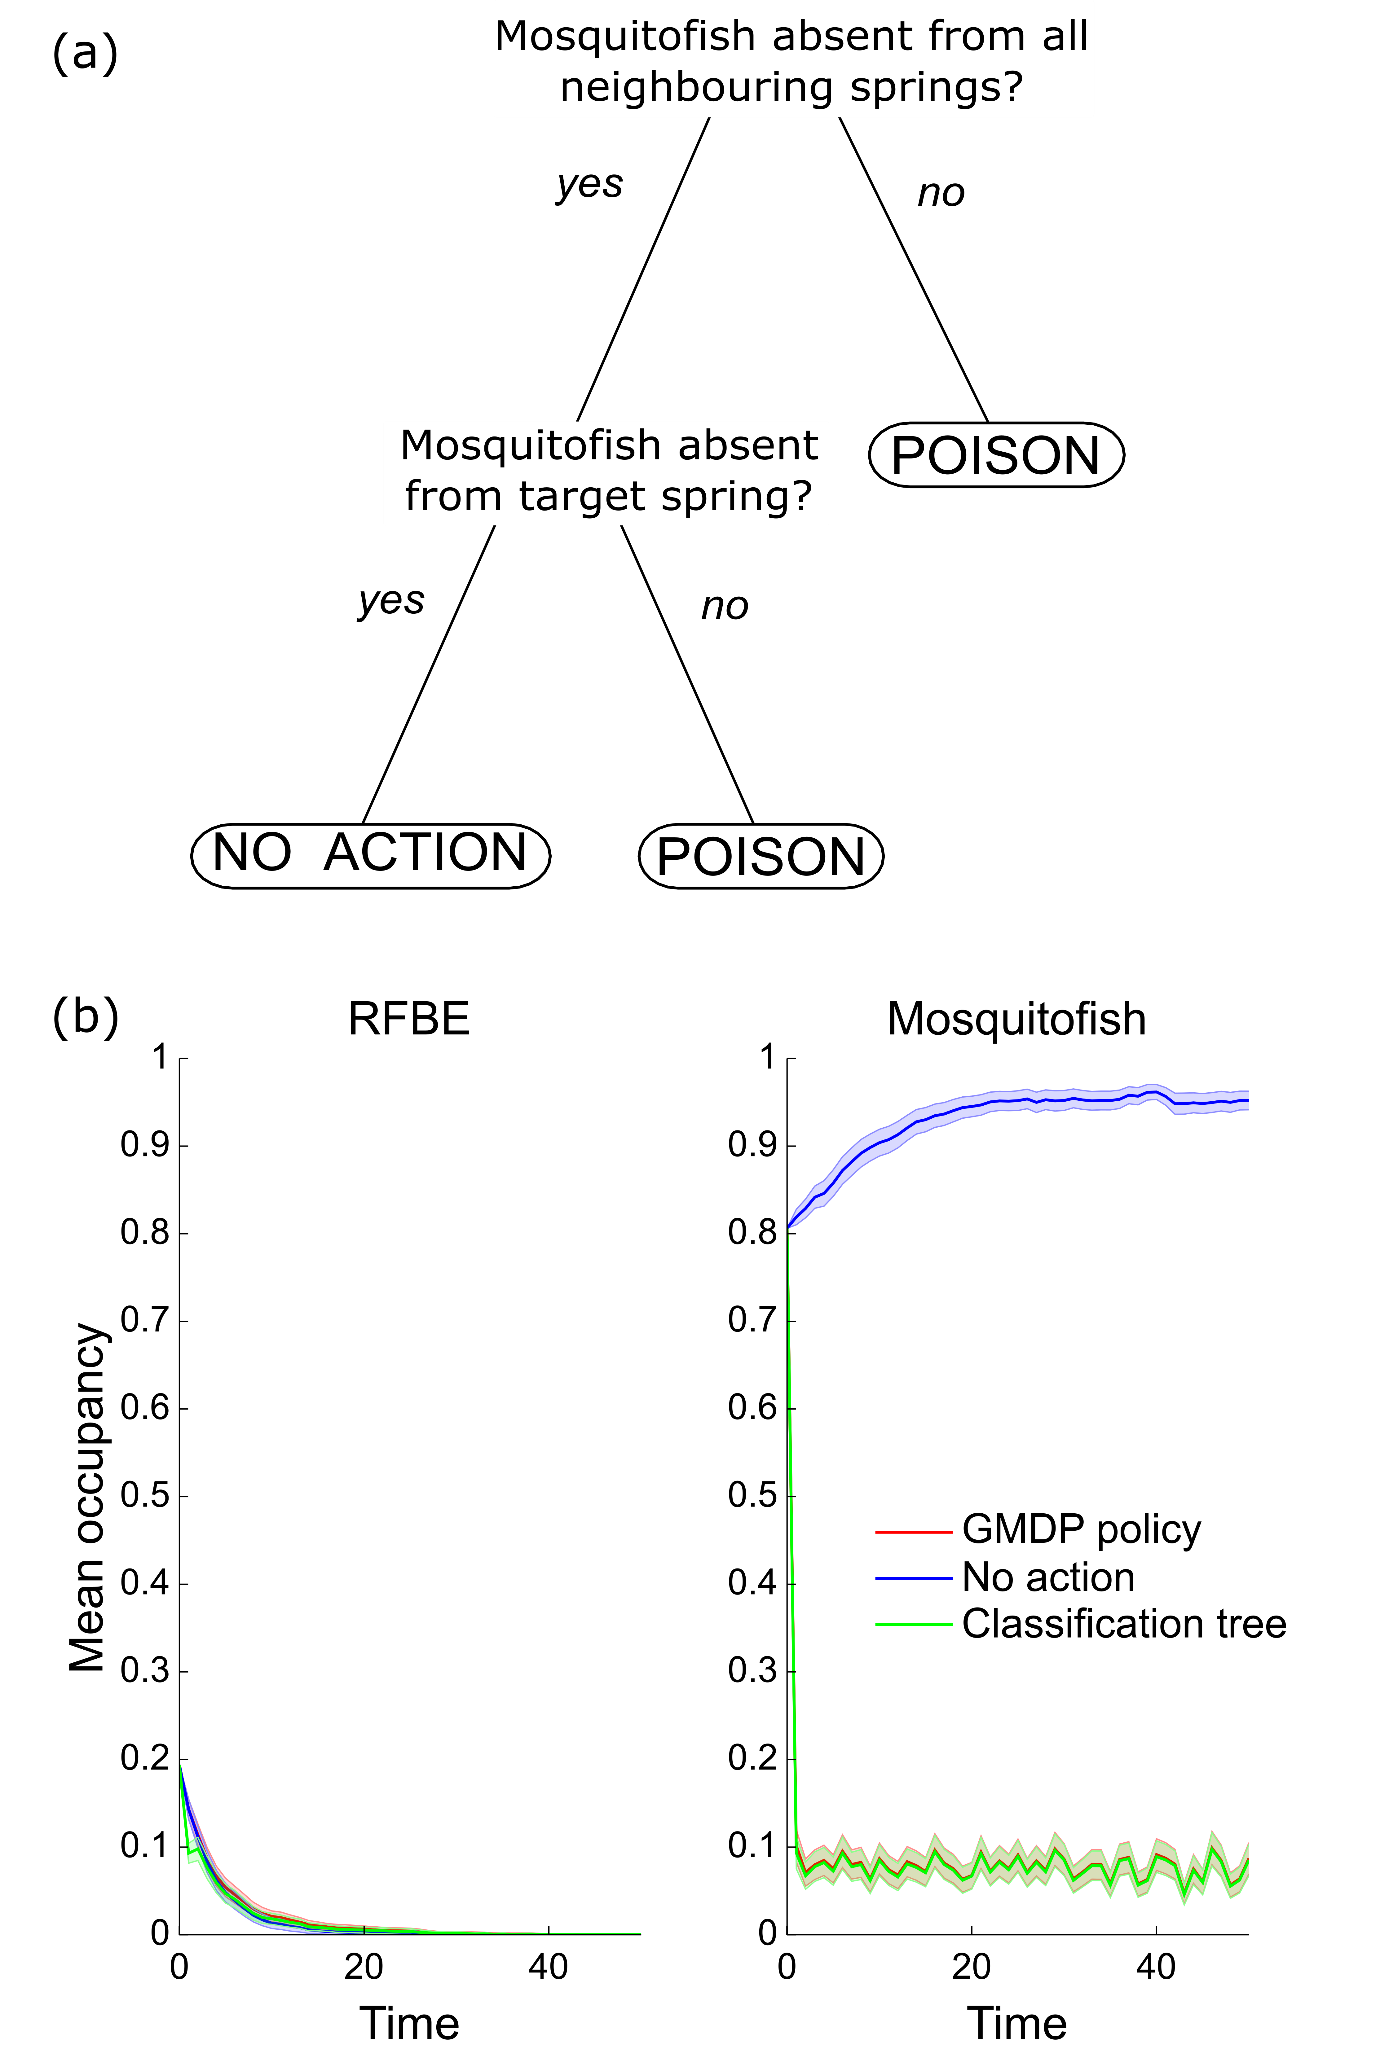 (a)
Mosquitofish absent from all
neighbouring springs?
yes
no
Mosquitofish absent
from target spring?
POISON
yes
no
NO ACTION
POISON
(b)
RFBE
Mean occupancy
1
0.9
0.8
0.7
0.6
0.5
0.4
0.3
0.2
0.1
0
0
20
40
Time
Mosquitofish
1
0.9
0.8
0.7
0.6
0.5
0.4
0.3
0.2
0.1
0
GMDP policy
No action
Classification tree
0
20
40
Time